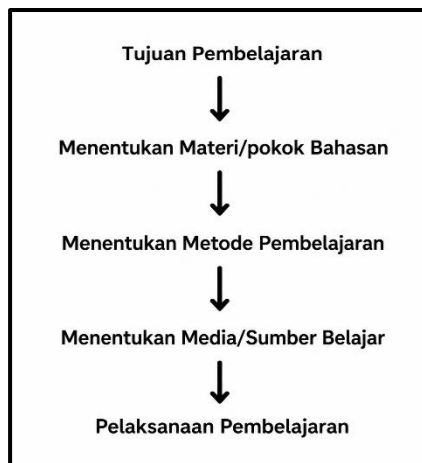 Tujuan Pembelajaran
Menentukan Materi/pokok Bahasan
Menentukan Metode Pembelajaran
Menentukan Media/Sumber Belajar
Pelaksanaan Pembelajaran